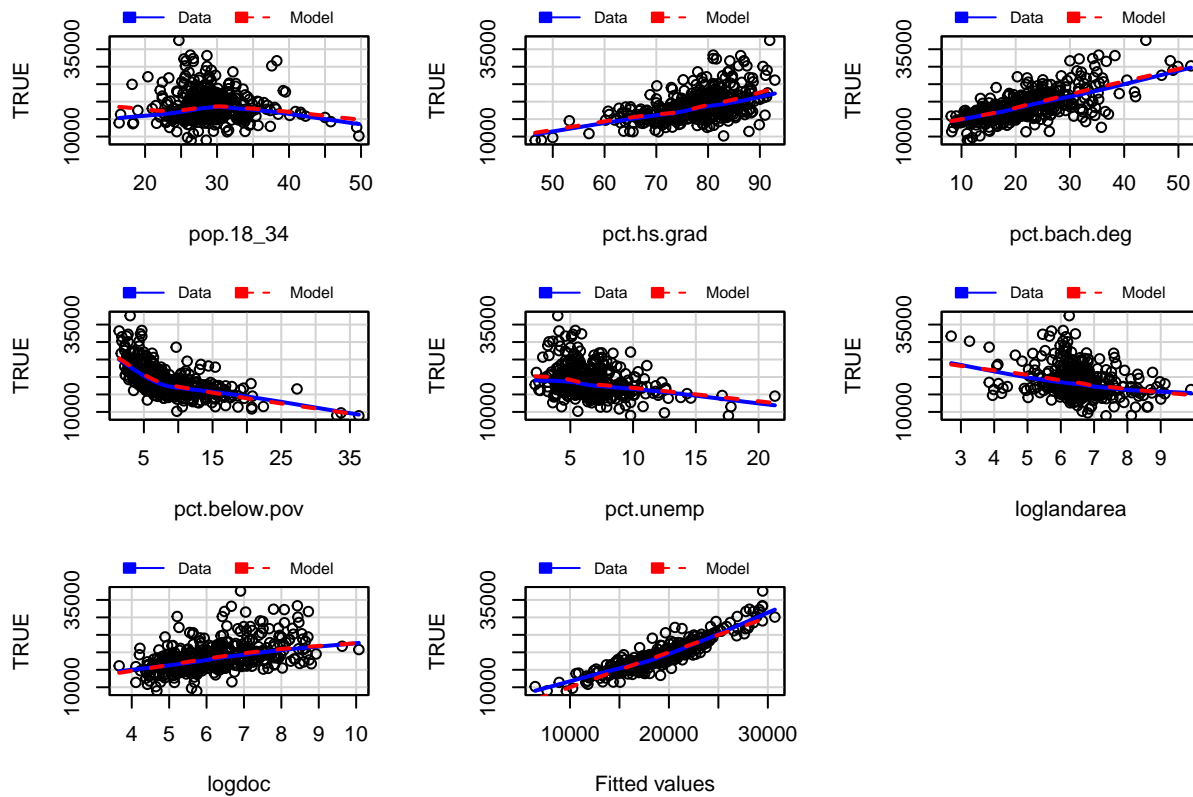 Data Model
TRUE
10000 35000
20 30 40 50
pop.18_34
Data Model
TRUE
10000 35000
50 60 70 80 90
pct.hs.grad
Data Model
TRUE
10000 35000
10 20 30 40 50
pct.bach.deg
Data Model
TRUE
10000 35000
5 15 25 35
pct.below.pov
Data Model
TRUE
10000 35000
5 10 15 20
pct.unemp
Data Model
TRUE
10000 35000
3 4 5 6 7 8 9
loglandarea
Data Model
TRUE
10000 35000
4 5 6 7 8 9 10
logdoc
Data Model
TRUE
10000 35000
10000 20000 30000
Fitted values